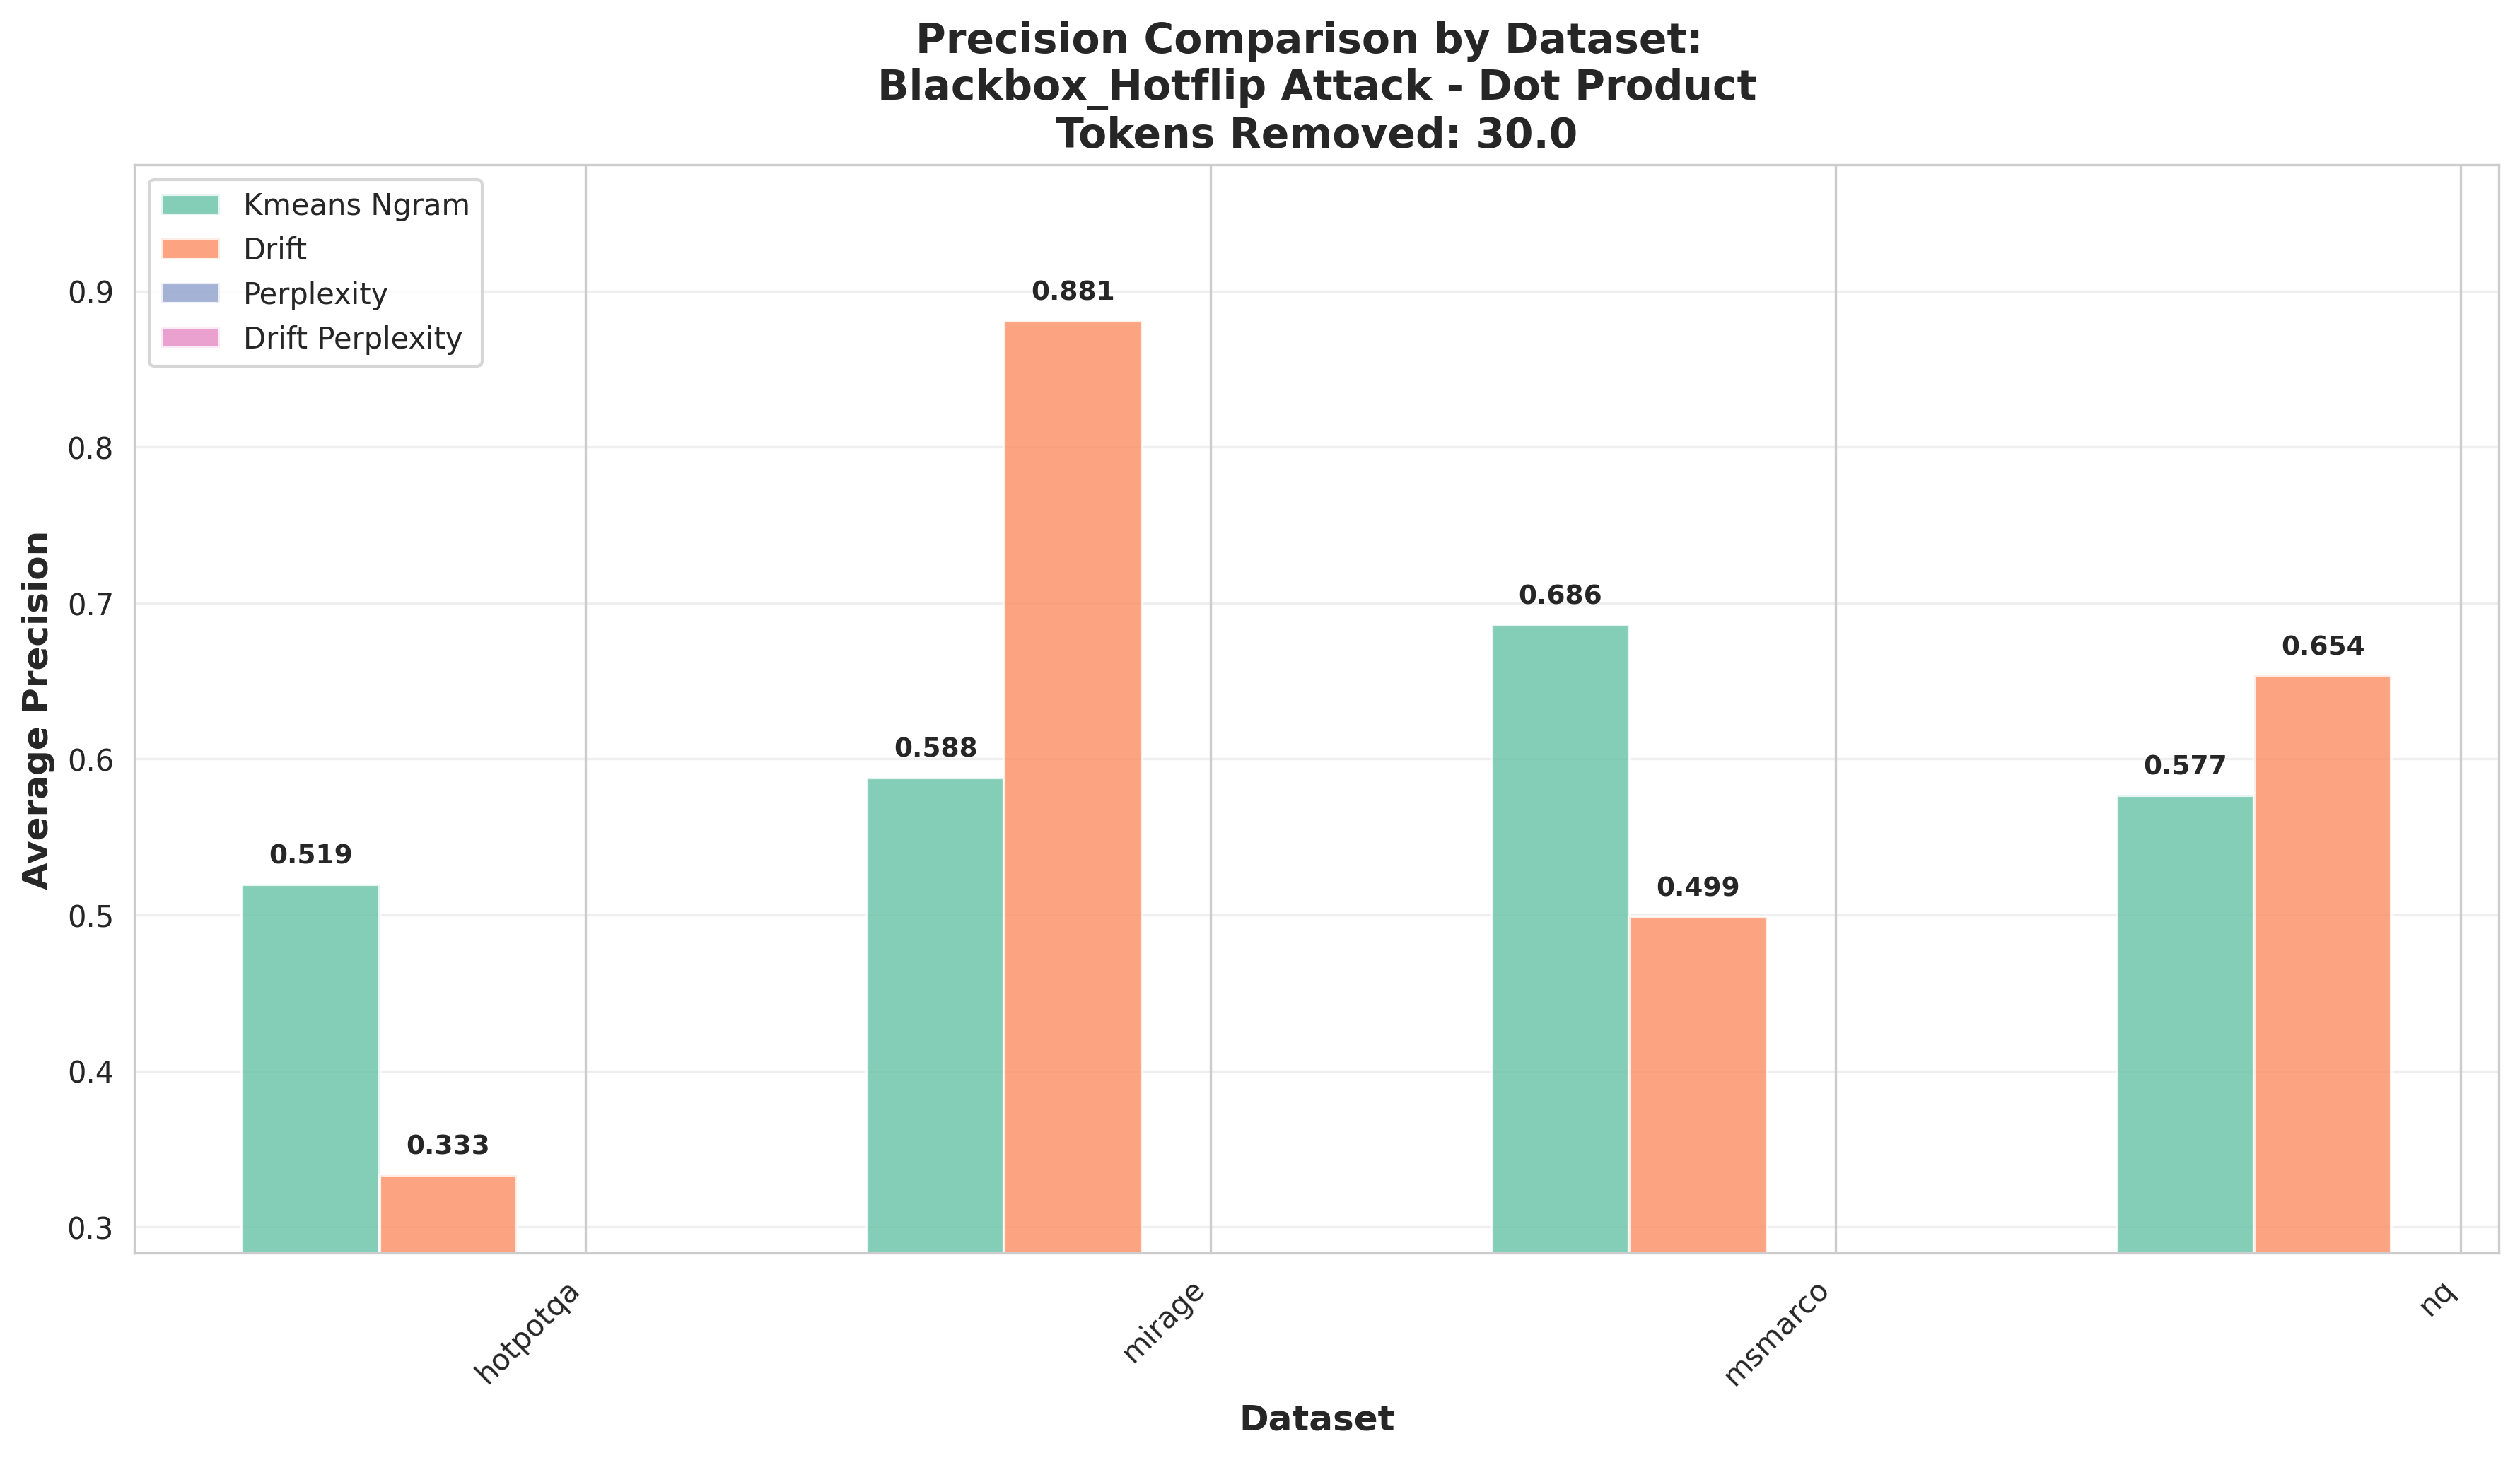 Precision Comparison by Dataset:
Blackbox_Hotflip Attack - Dot Product
Tokens Removed: 30.0
Kmeans Ngram
Drift
Perplexity
Drift Perplexity
Average Precision
0.9
0.8
0.7
0.6
0.5
0.4
0.3
0.519
0.333
0.588
0.881
0.686
0.499
0.577
0.654
hotpotqa
mirage
msmarco
nq
Dataset